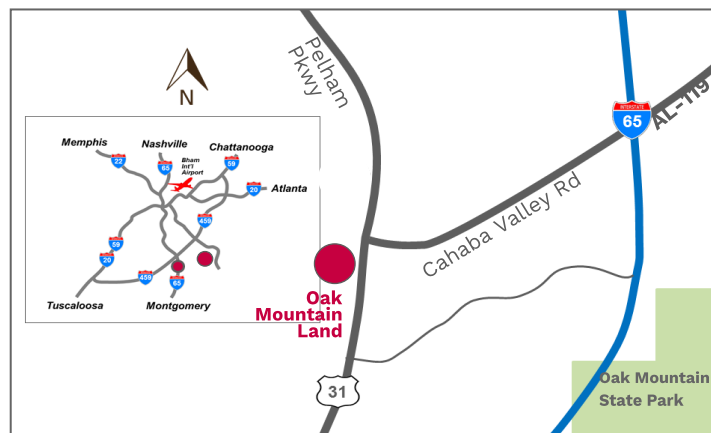 Pelham
Pkwy
N
INTERSTATE
65
AL-119
Cahaba Valley Rd
Memphis
Nashville
Chattanooga
Bham
Int'l
Airport
Atlanta
22
65
59
20
459
59
20
459
65
Tuscaloosa
Montgomery
Oak
Mountain
Land
31
Oak Mountain
State Park